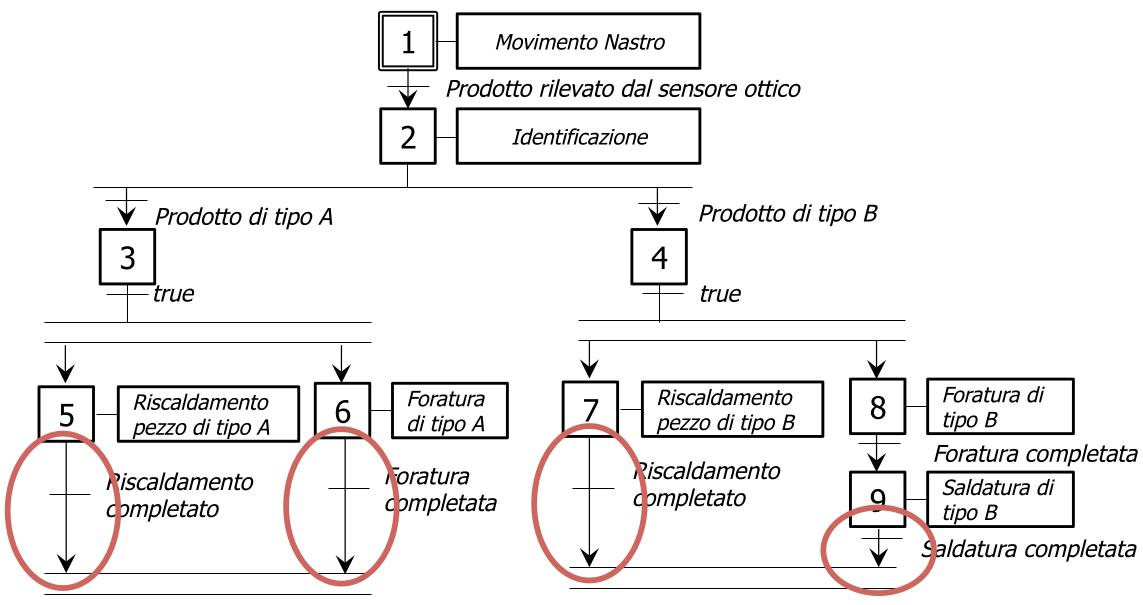 1
Movimento Nastro
Prodotto rilevato dal sensore ottico
2
Identificazione
Prodotto di tipo A
Prodotto di tipo B
3
4
true
true
5
Riscaldamento
pezzo di tipo A
6
Foratura
di tipo A
7
Riscaldamento
pezzo di tipo B
8
Foratura di
tipo B
Riscaldamento
completato
Foratura
completata
Riscaldamento
completato
Foratura completata
9
Saldatura di
tipo B
Saldatura completata